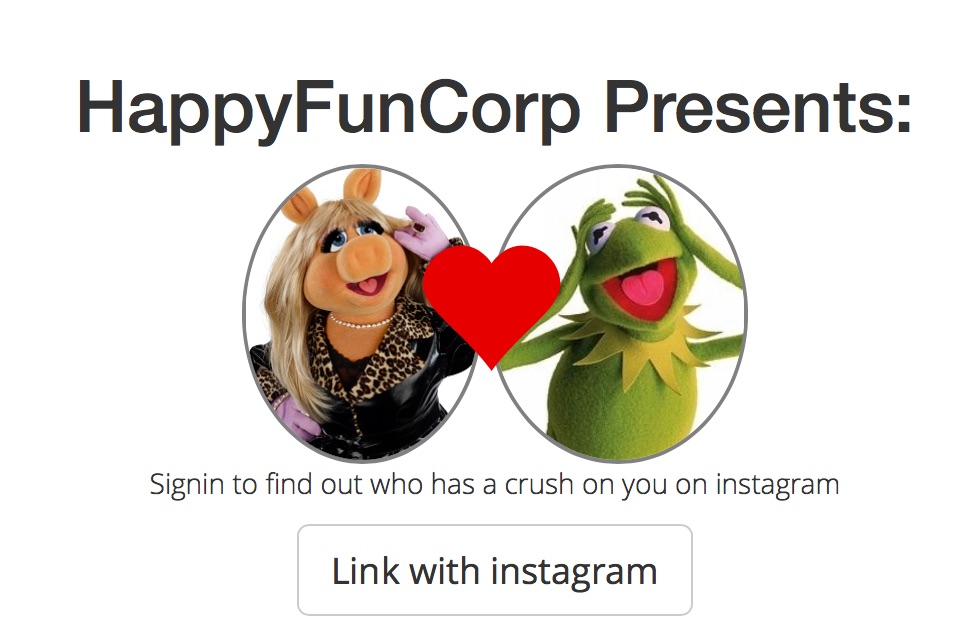 HappyFunCorp Presents:
Signin to find out who has a crush on you on instagram
Link with instagram